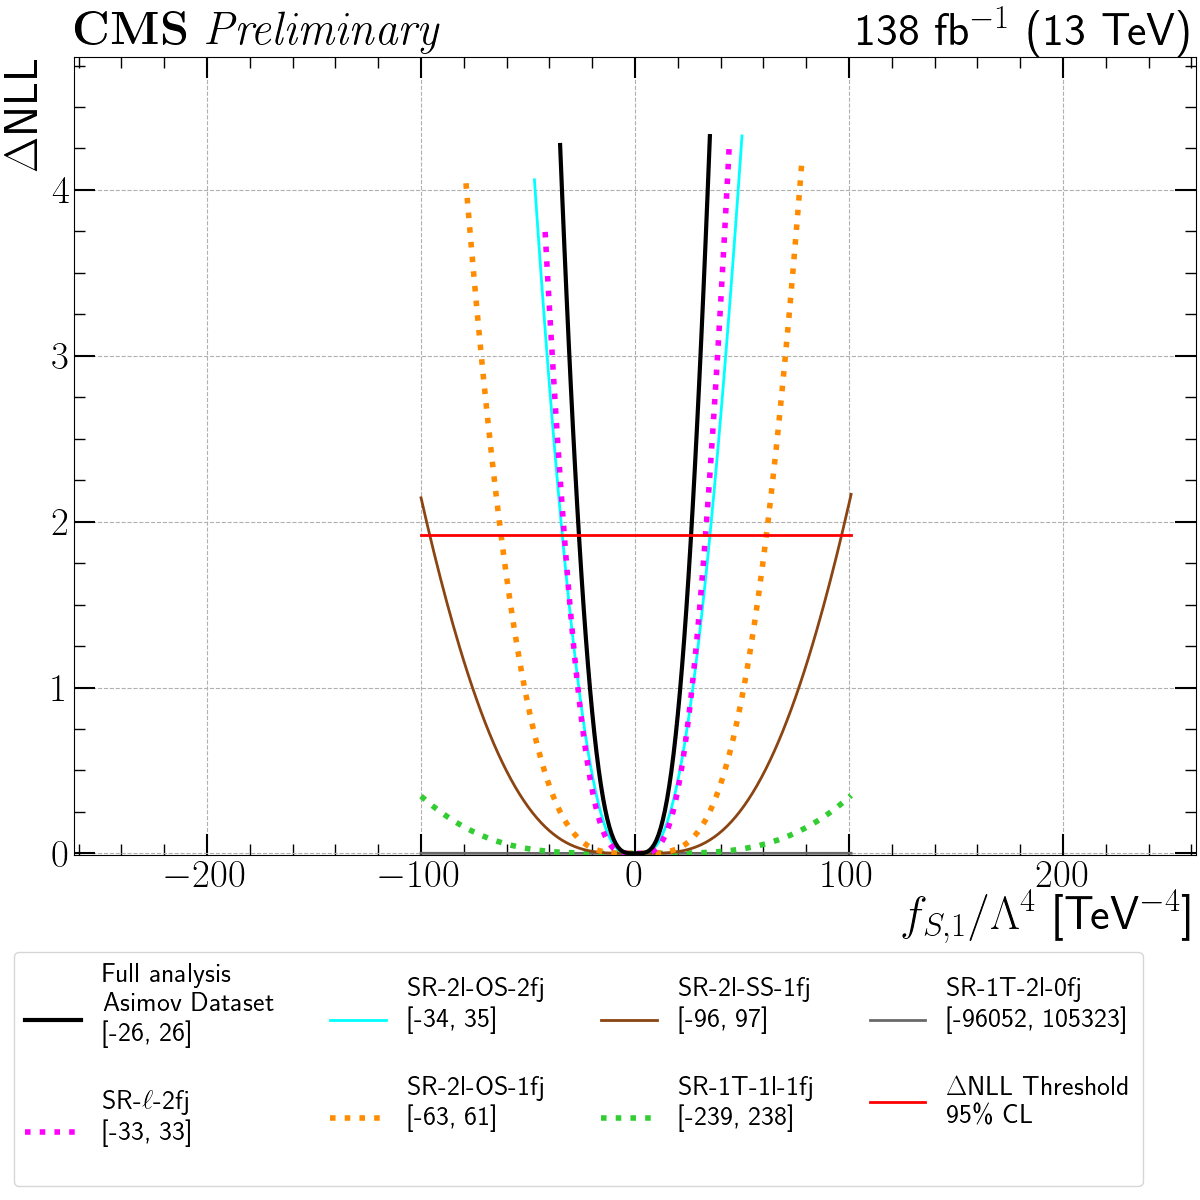 CMS Preliminary 138 fb⁻¹ (13 TeV)
ΔNLL
4
3
2
1
0
−200 −100 0 100 200
f_{S,1}/Λ⁴ [TeV⁻⁴]
Full analysis
Asimov Dataset
[-26, 26]
SR-ℓ-2fj
[-33, 33]
SR-2l-OS-2fj
[-34, 35]
SR-2l-OS-1fj
[-63, 61]
SR-2l-SS-1fj
[-96, 97]
SR-1T-1l-1fj
[-239, 238]
SR-1T-2l-0fj
[-96052, 105323]
ΔNLL Threshold
95% CL